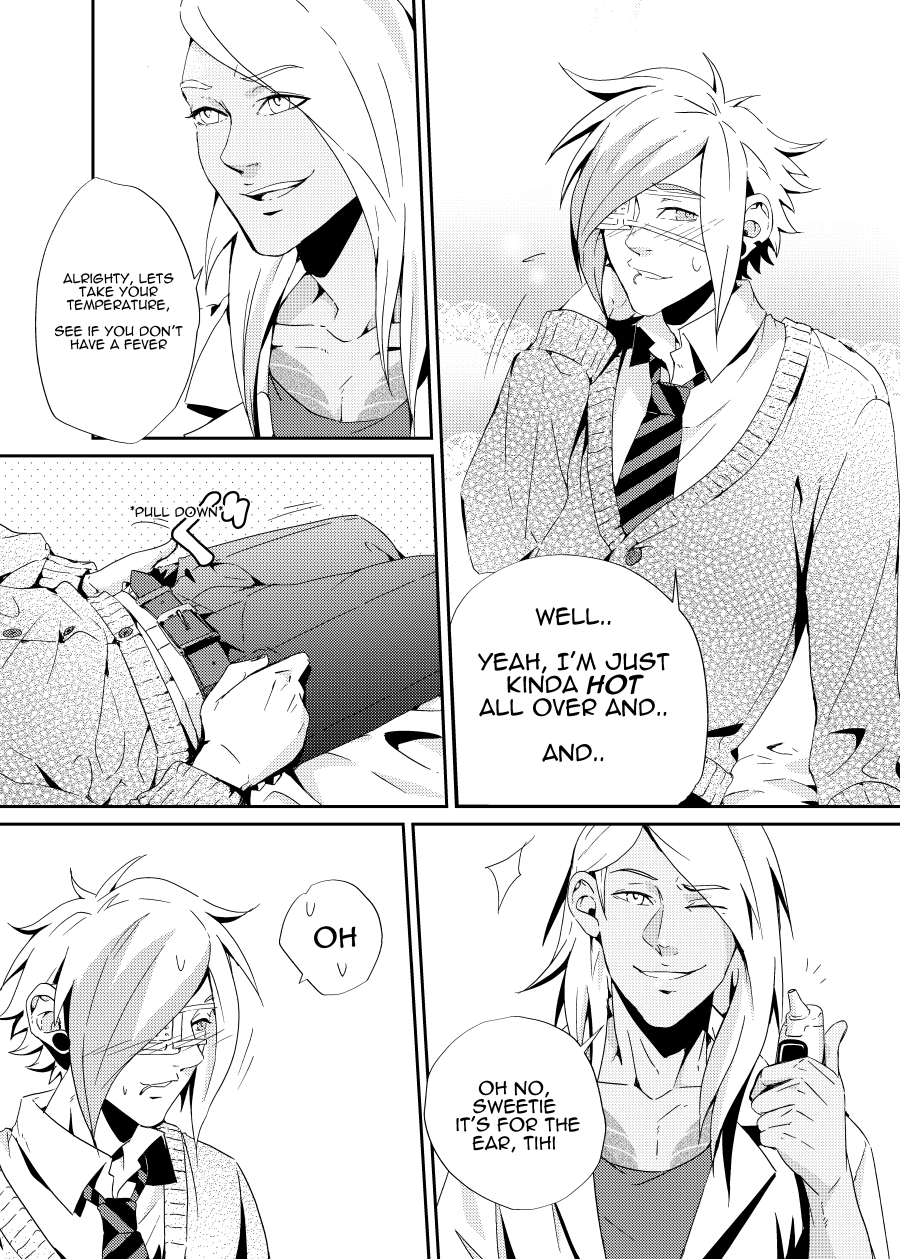 ALRIGHTY, LETS
TAKE YOUR
TEMPERATURE,
SEE IF YOU DON'T
HAVE A FEVER
WELL..
YEAH, I'M JUST
KINDA HOT
ALL OVER AND..
AND..
*PULL DOWN*
OH
OH NO,
SWEETIE
IT'S FOR THE
EAR, TIHI